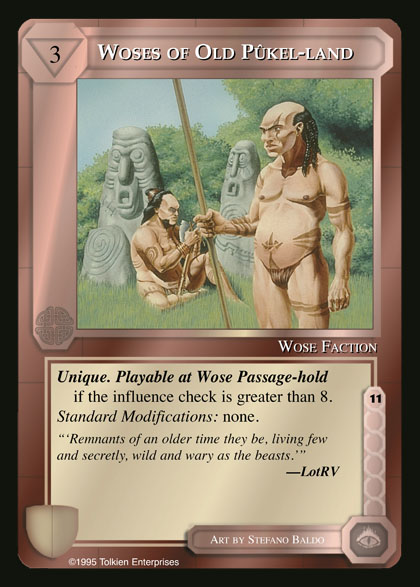 3
WOSES OF OLD PÛKEL-LAND
WOSE FACTION
Unique. Playable at Wose Passage-hold
if the influence check is greater than 8.
Standard Modifications: none.
“‘Remnants of an older time they be, living few
and secretly, wild and wary as the beasts.’”
—LotRV
11
ART BY STEFANO BALDO
©1995 Tolkien Enterprises